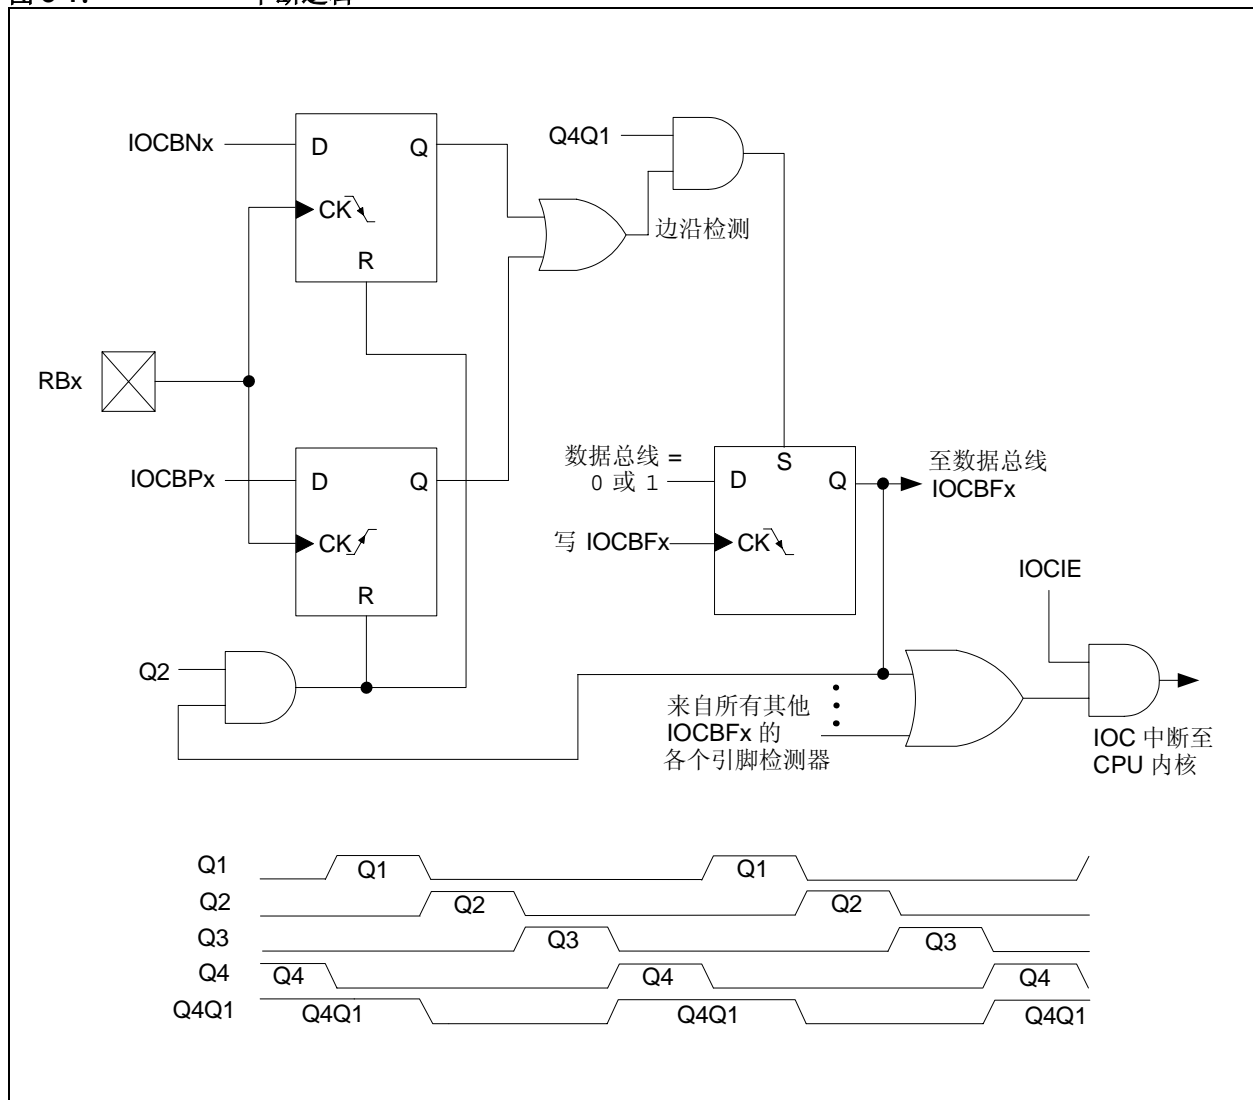 IOCBNx
D
Q
CK
R
Q4Q1
边沿检测
RBx
IOCBPx
D
Q
CK
R
数据总线 =
0 或 1
S
D
Q
至数据总线
IOCBFx
写 IOCBFx
CK
IOCIE
Q2
来自所有其他
IOCBFx 的
各个引脚检测器
IOC 中断至
CPU 内核
Q1
Q1
Q1
Q2
Q2
Q2
Q3
Q3
Q3
Q4
Q4
Q4
Q4
Q4Q1
Q4Q1
Q4Q1
Q4Q1